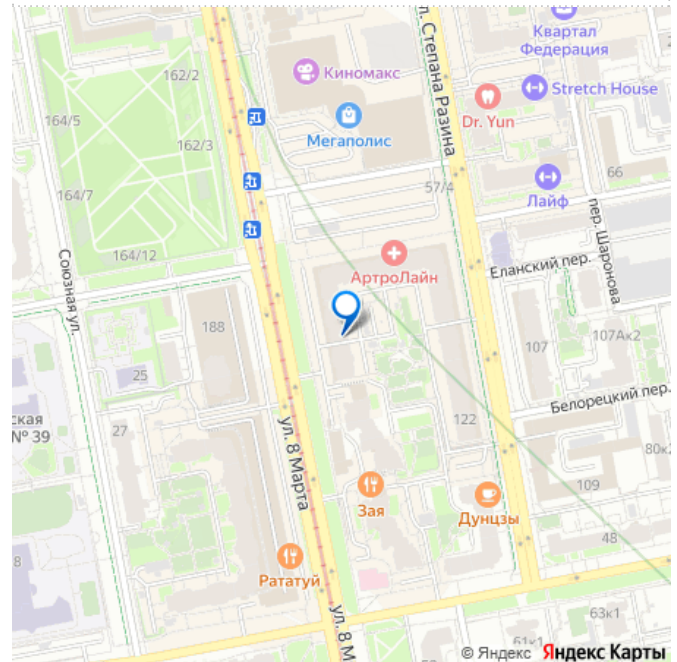 162/2
Киномакс
ул. Степана Разина
Квартал
Федерация
Stretch House
Dr. Yun
164/5
162/3
Мегаполис
57/4
66
Лайф
пер. Шаронова
164/7
Союзная ул.
164/12
АртроЛайн
Еланский пер.
188
107
107Ак2
25
ул. 8 Марта
Белорецкий пер.
ская
№ 39
27
122
80к2
109
Зая
Дунцзы
8
Рататуй
48
ул. 8 М
63к1
61к1
© Яндекс Яндекс Карты